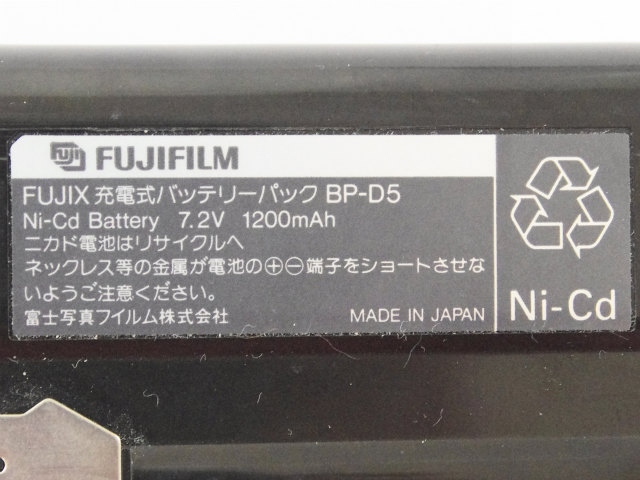 Fuji FUJIFILM
FUJIX 充電式バッテリーパック BP-D5
Ni-Cd Battery 7.2V 1200mAh
ニカド電池はリサイクルへ
ネックレス等の金属が電池の⊕⊖端子をショートさせな
いようご注意ください。
富士写真フイルム株式会社 MADE IN JAPAN
Ni-Cd